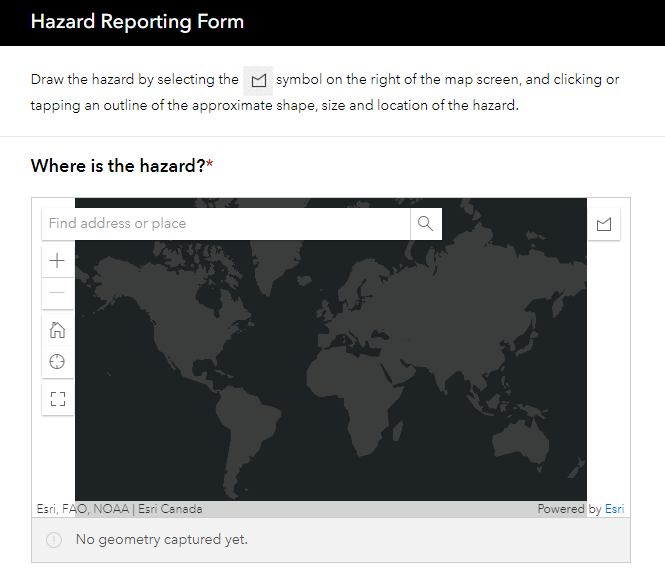 Hazard Reporting Form
Draw the hazard by selecting the symbol on the right of the map screen, and clicking or
tapping an outline of the approximate shape, size and location of the hazard.
Where is the hazard?*
Find address or place
Esri, FAO, NOAA | Esri Canada
Powered by Esri
No geometry captured yet.